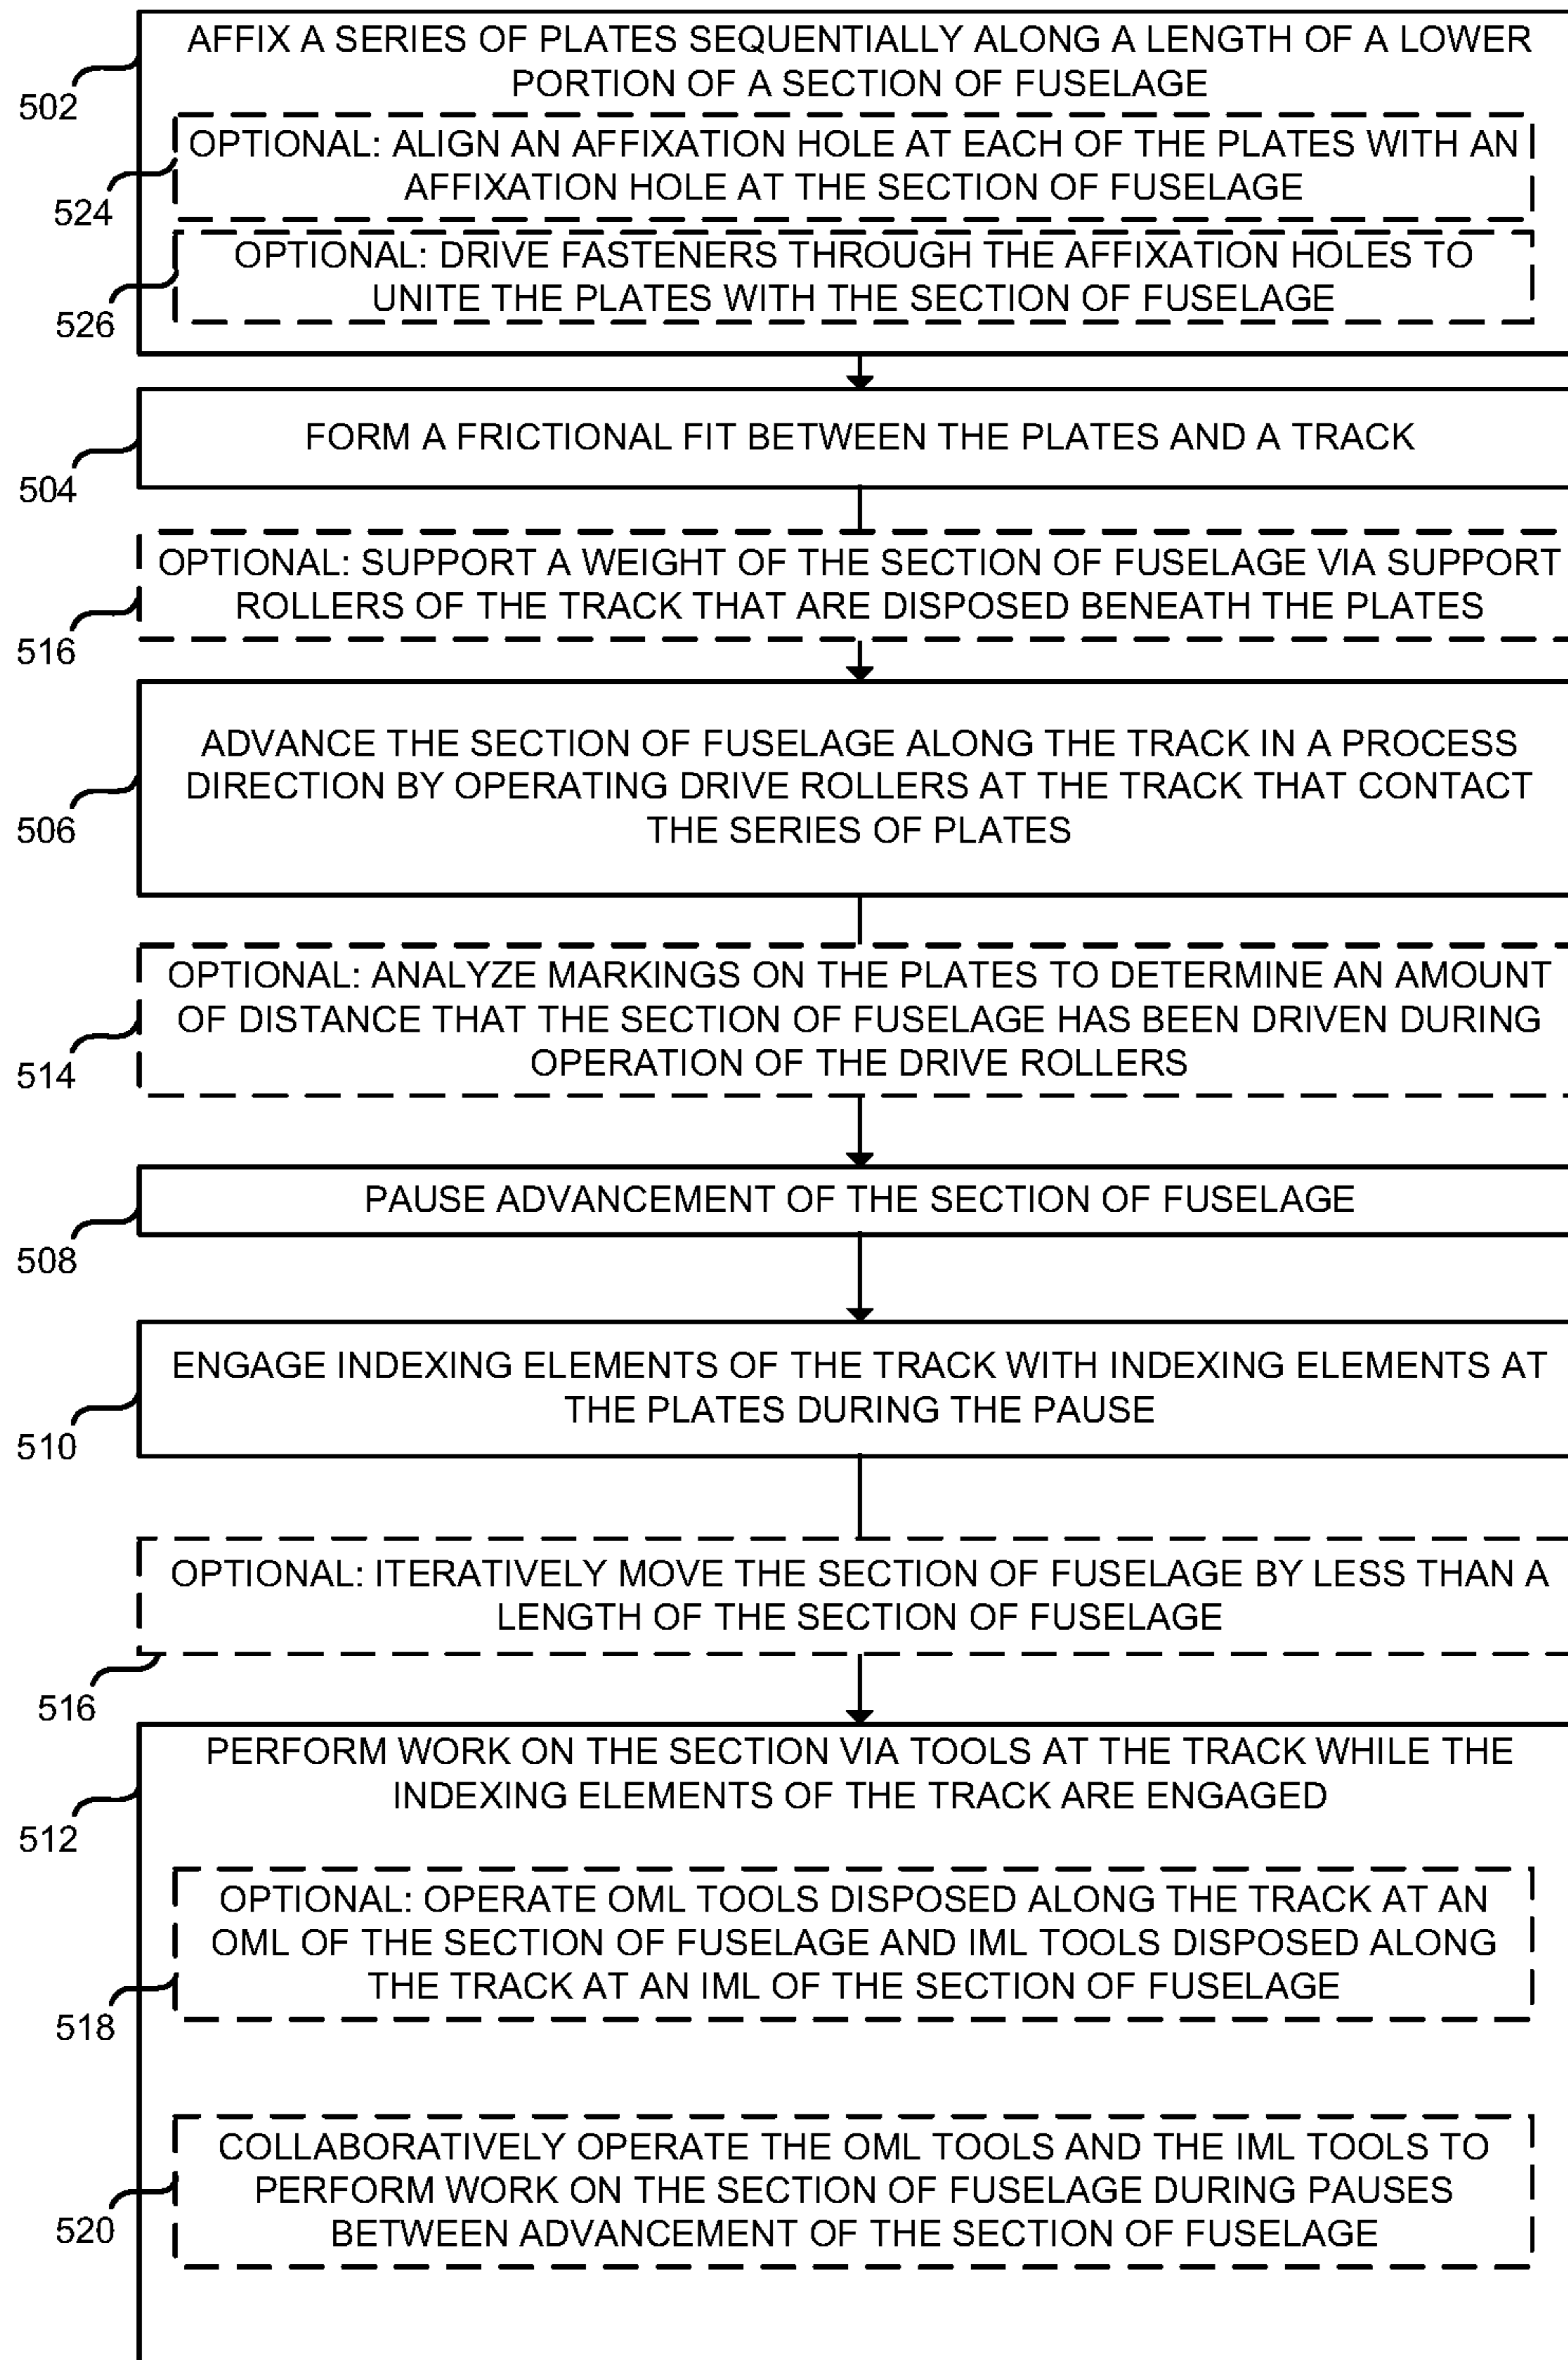 AFFIX A SERIES OF PLATES SEQUENTIALLY ALONG A LENGTH OF A LOWER
PORTION OF A SECTION OF FUSELAGE
502
OPTIONAL: ALIGN AN AFFIXATION HOLE AT EACH OF THE PLATES WITH AN
AFFIXATION HOLE AT THE SECTION OF FUSELAGE
524
OPTIONAL: DRIVE FASTENERS THROUGH THE AFFIXATION HOLES TO
UNITE THE PLATES WITH THE SECTION OF FUSELAGE
526
FORM A FRICTIONAL FIT BETWEEN THE PLATES AND A TRACK
504
OPTIONAL: SUPPORT A WEIGHT OF THE SECTION OF FUSELAGE VIA SUPPORT
ROLLERS OF THE TRACK THAT ARE DISPOSED BENEATH THE PLATES
516
ADVANCE THE SECTION OF FUSELAGE ALONG THE TRACK IN A PROCESS
DIRECTION BY OPERATING DRIVE ROLLERS AT THE TRACK THAT CONTACT
THE SERIES OF PLATES
506
OPTIONAL: ANALYZE MARKINGS ON THE PLATES TO DETERMINE AN AMOUNT
OF DISTANCE THAT THE SECTION OF FUSELAGE HAS BEEN DRIVEN DURING
OPERATION OF THE DRIVE ROLLERS
514
PAUSE ADVANCEMENT OF THE SECTION OF FUSELAGE
508
ENGAGE INDEXING ELEMENTS OF THE TRACK WITH INDEXING ELEMENTS AT
THE PLATES DURING THE PAUSE
510
OPTIONAL: ITERATIVELY MOVE THE SECTION OF FUSELAGE BY LESS THAN A
LENGTH OF THE SECTION OF FUSELAGE
516
PERFORM WORK ON THE SECTION VIA TOOLS AT THE TRACK WHILE THE
INDEXING ELEMENTS OF THE TRACK ARE ENGAGED
512
OPTIONAL: OPERATE OML TOOLS DISPOSED ALONG THE TRACK AT AN
OML OF THE SECTION OF FUSELAGE AND IML TOOLS DISPOSED ALONG
THE TRACK AT AN IML OF THE SECTION OF FUSELAGE
518
COLLABORATIVELY OPERATE THE OML TOOLS AND THE IML TOOLS TO
PERFORM WORK ON THE SECTION OF FUSELAGE DURING PAUSES
BETWEEN ADVANCEMENT OF THE SECTION OF FUSELAGE
520